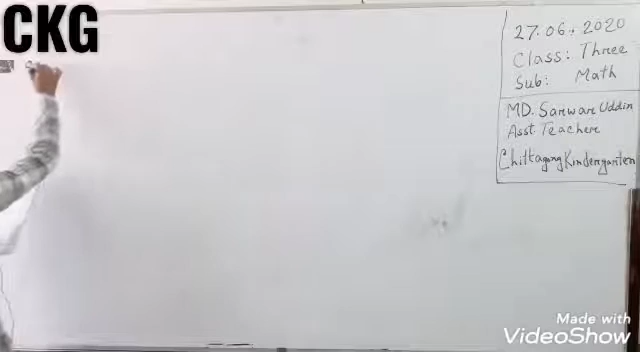 CKG
27.06.2020
Class: Three
Sub: Math
MD. Sarwar Uddin
Asst. Teacher
Chittagong Kindergarten
Made with
VideoShow